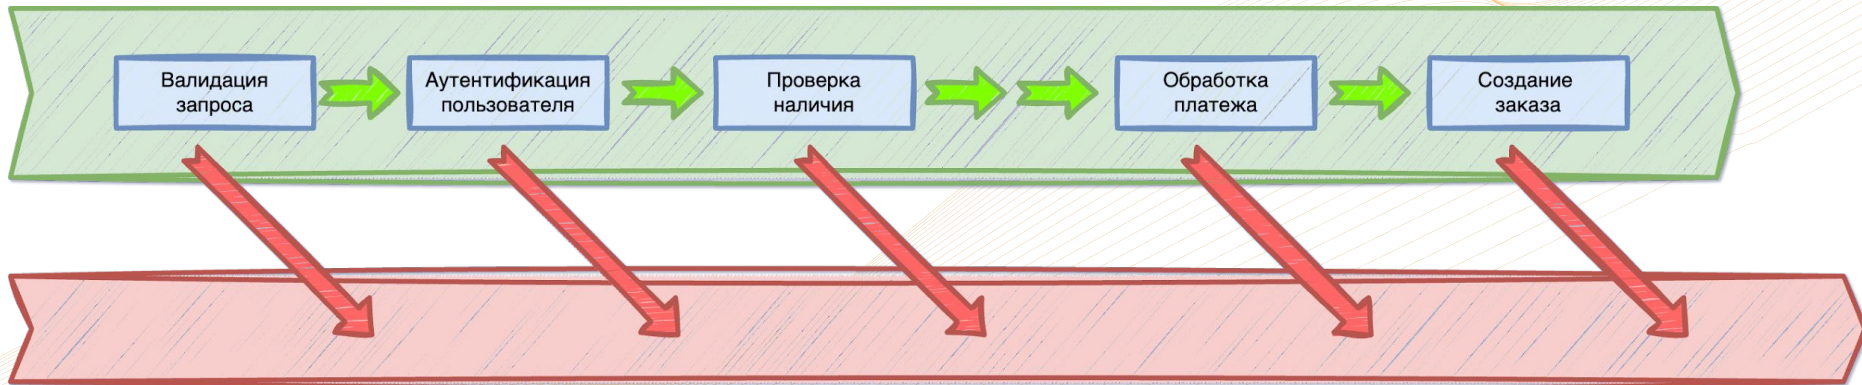 Валидация
запроса
Аутентификация
пользователя
Проверка
наличия
Обработка
платежа
Создание
заказа